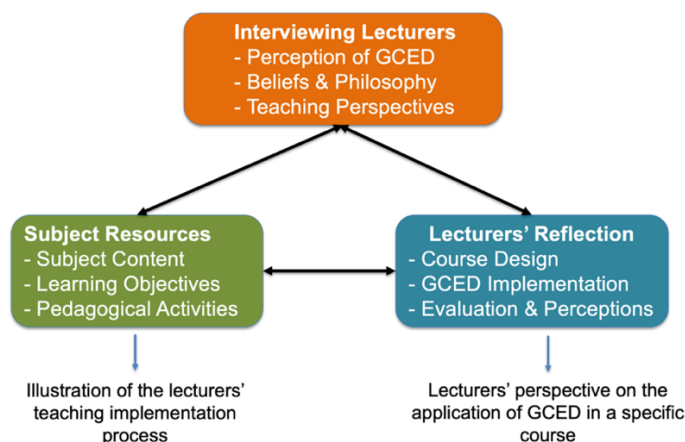 Interviewing Lecturers
- Perception of GCED
- Beliefs & Philosophy
- Teaching Perspectives
Subject Resources
- Subject Content
- Learning Objectives
- Pedagogical Activities
Lecturers’ Reflection
- Course Design
- GCED Implementation
- Evaluation & Perceptions
Illustration of the lecturers’
teaching implementation
process
Lecturers’ perspective on the
application of GCED in a specific
course